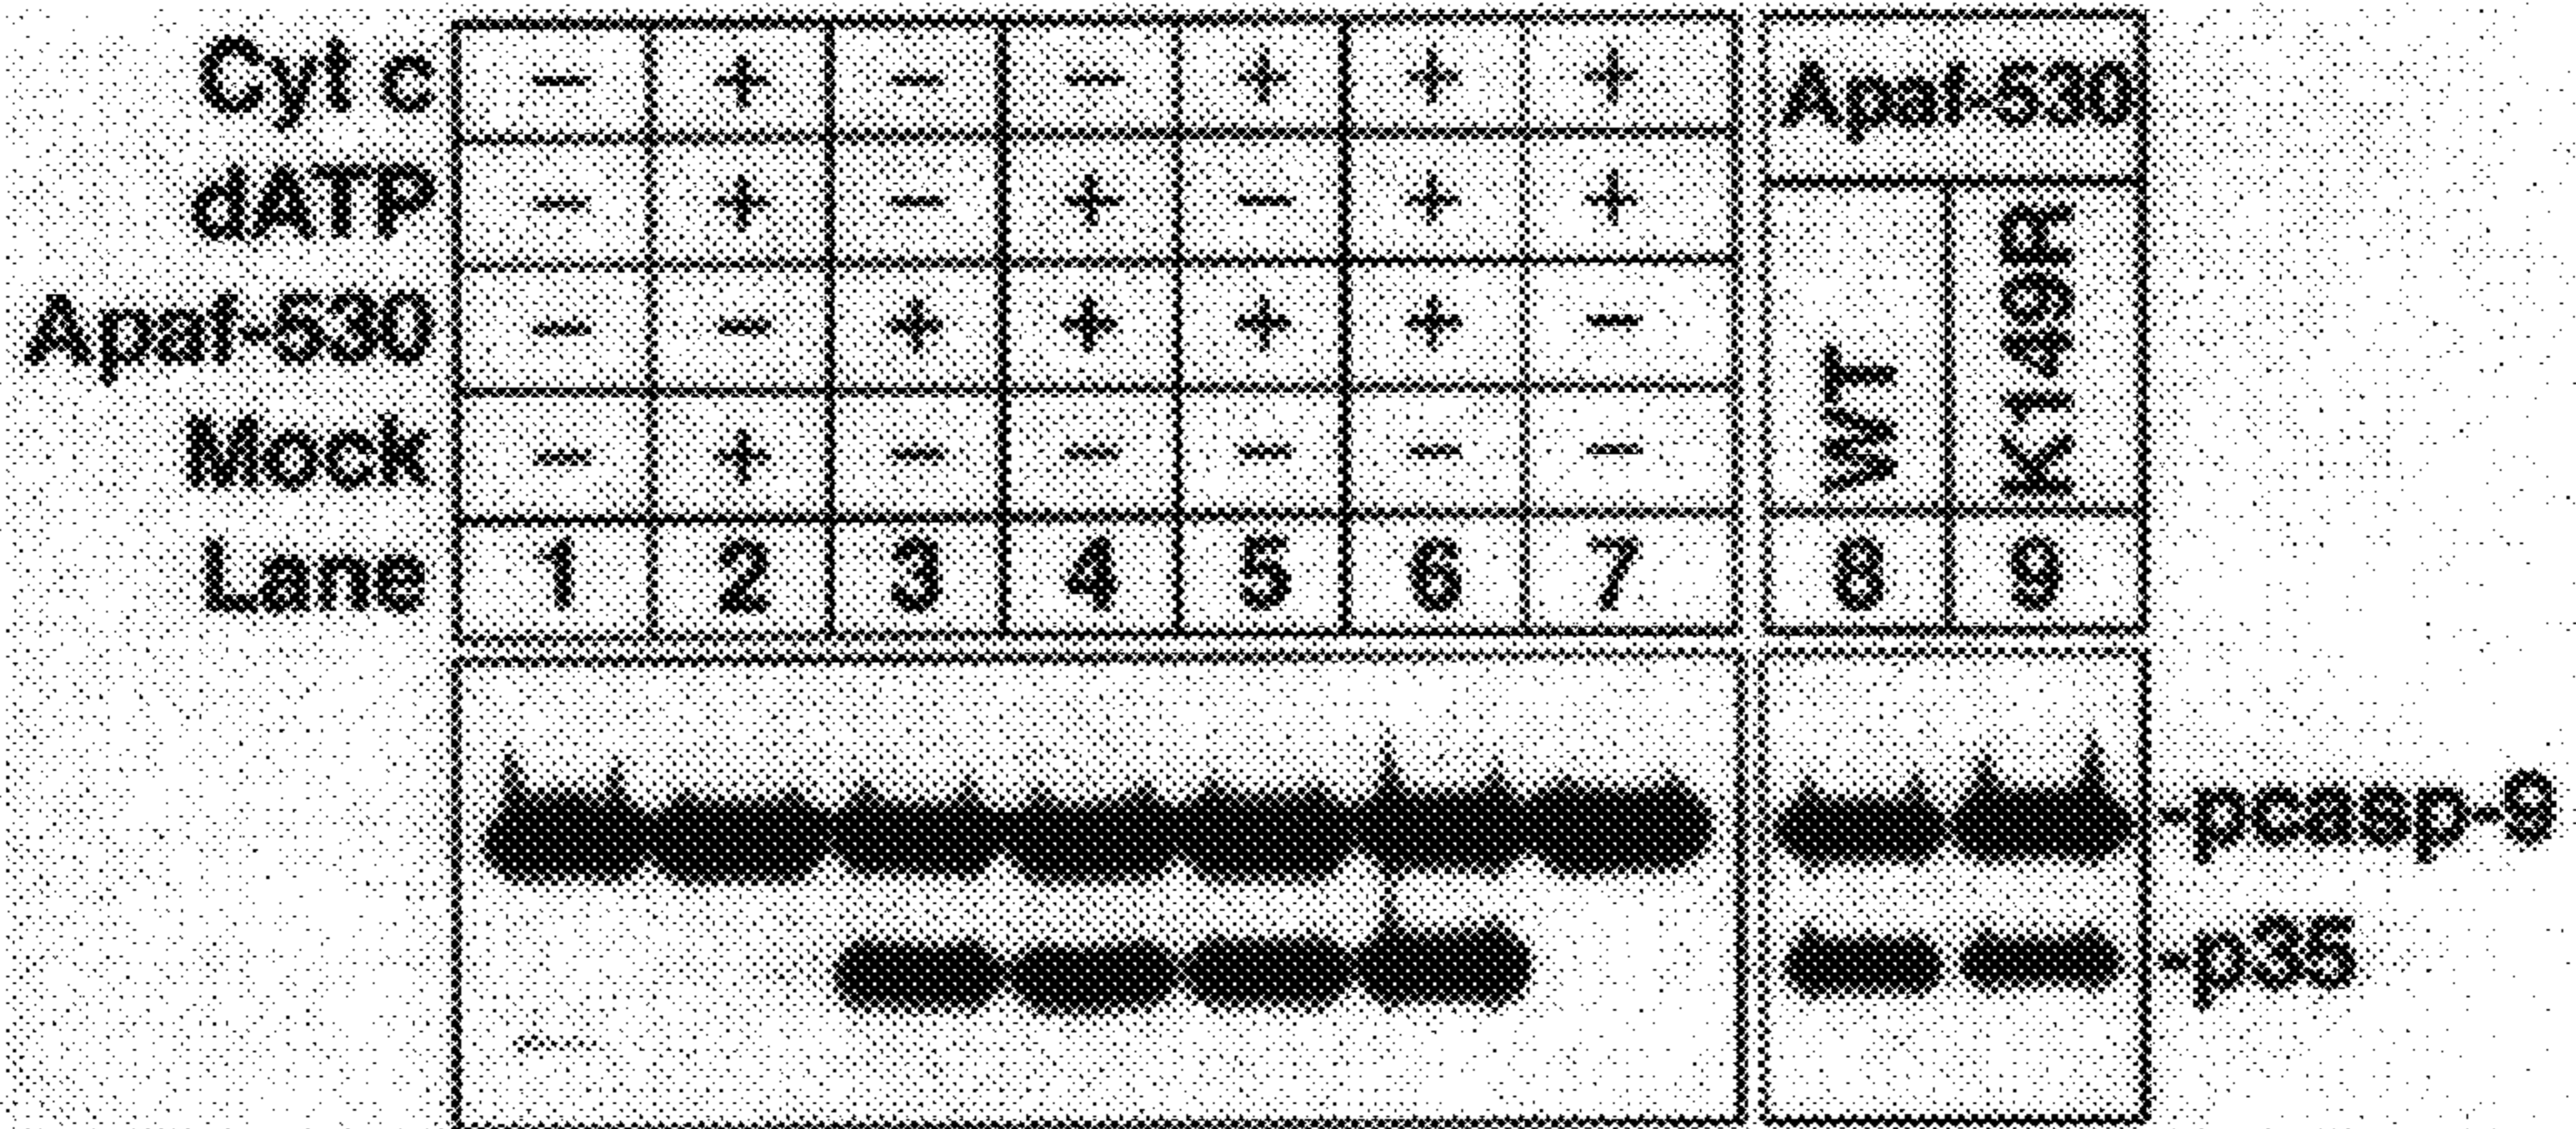 Cyt c − + − − + + +
dATP − + − + − + +
Apaf-530 − − + + + + −
Mock − + − − − − −
Lane 1 2 3 4 5 6 7
Apaf-530
WT K149R
8 9
-pcasp-9
-p35